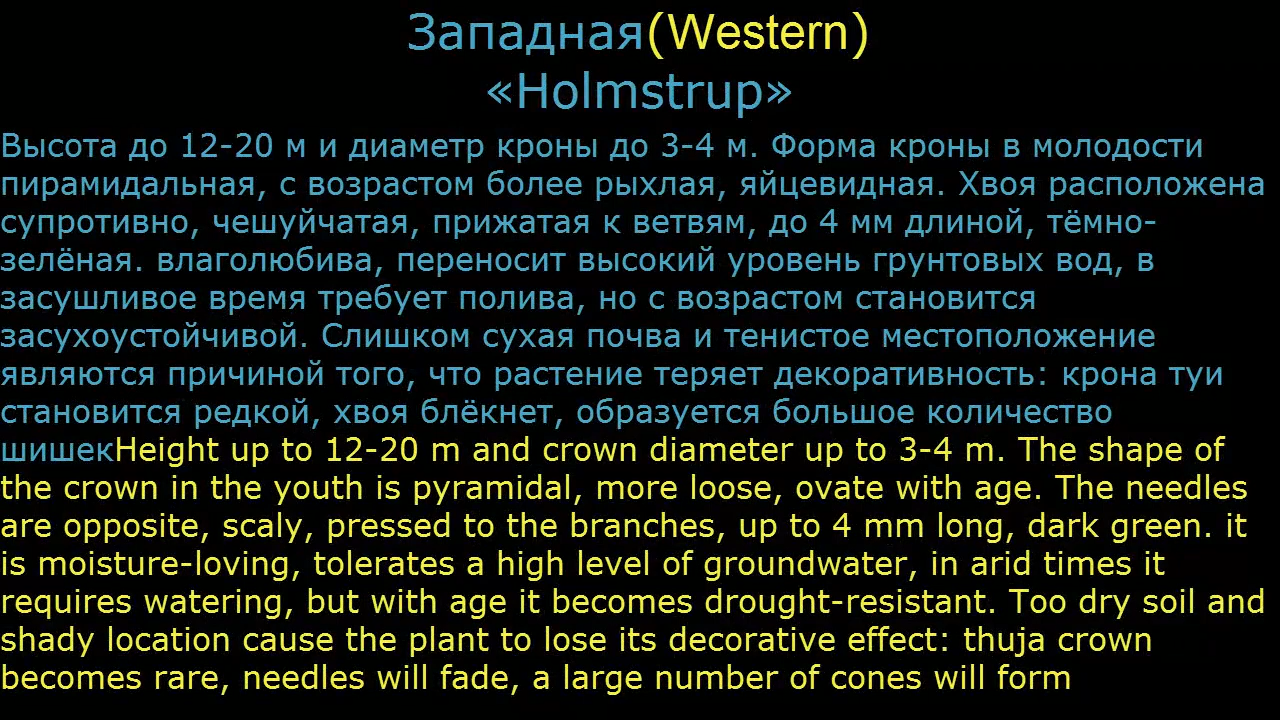 Западная(Western)
«Holmstrup»
Высота до 12-20 м и диаметр кроны до 3-4 м. Форма кроны в молодости
пирамидальная, с возрастом более рыхлая, яйцевидная. Хвоя расположена
супротивно, чешуйчатая, прижатая к ветвям, до 4 мм длиной, тёмно-
зелёная. влаголюбива, переносит высокий уровень грунтовых вод, в
засушливое время требует полива, но с возрастом становится
засухоустойчивой. Слишком сухая почва и тенистое местоположение
являются причиной того, что растение теряет декоративность: крона туи
становится редкой, хвоя блёкнет, образуется большое количество
шишекHeight up to 12-20 m and crown diameter up to 3-4 m. The shape of
the crown in the youth is pyramidal, more loose, ovate with age. The needles
are opposite, scaly, pressed to the branches, up to 4 mm long, dark green. it
is moisture-loving, tolerates a high level of groundwater, in arid times it
requires watering, but with age it becomes drought-resistant. Too dry soil and
shady location cause the plant to lose its decorative effect: thuja crown
becomes rare, needles will fade, a large number of cones will form